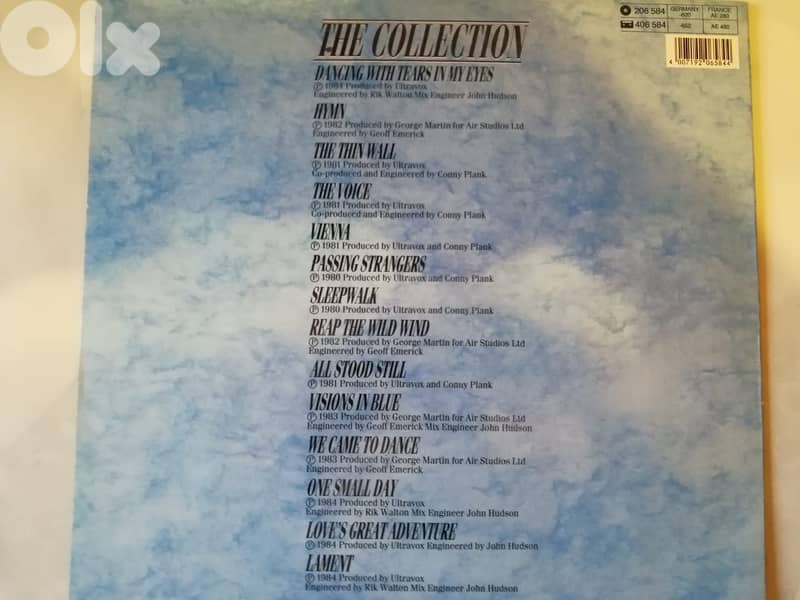 olx
206 584
GERMANY
-620
FRANCE
AE 280
406 584
-652
AE 480
4 007192 065844
THE COLLECTION
DANCING WITH TEARS IN MY EYES
℗ 1984 Produced by Ultravox
Engineered by Rik Walton Mix Engineer John Hudson
HYMN
℗ 1982 Produced by George Martin for Air Studios Ltd
Engineered by Geoff Emerick
THE THIN WALL
℗ 1981 Produced by Ultravox
Co-produced and Engineered by Conny Plank
THE VOICE
℗ 1981 Produced by Ultravox
Co-produced and Engineered by Conny Plank
VIENNA
℗ 1981 Produced by Ultravox and Conny Plank
PASSING STRANGERS
℗ 1980 Produced by Ultravox and Conny Plank
SLEEPWALK
℗ 1980 Produced by Ultravox and Conny Plank
REAP THE WILD WIND
℗ 1982 Produced by George Martin for Air Studios Ltd
Engineered by Geoff Emerick
ALL STOOD STILL
℗ 1981 Produced by Ultravox and Conny Plank
VISIONS IN BLUE
℗ 1983 Produced by George Martin for Air Studios Ltd
Engineered by Geoff Emerick Mix Engineer John Hudson
WE CAME TO DANCE
℗ 1983 Produced by George Martin for Air Studios Ltd
Engineered by Geoff Emerick
ONE SMALL DAY
℗ 1984 Produced by Ultravox
Engineered by Rik Walton Mix Engineer John Hudson
LOVE'S GREAT ADVENTURE
℗ 1984 Produced by Ultravox Engineered by John Hudson
LAMENT
℗ 1984 Produced by Ultravox
Engineered by Rik Walton Mix Engineer John Hudson